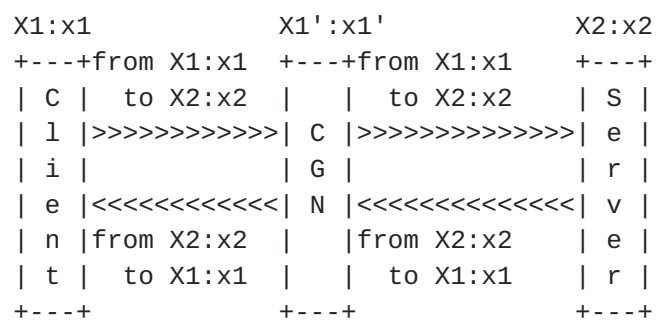 X1:x1            X1':x1'            X2:x2
+---+from X1:x1  +---+from X1:x1    +---+
| C |  to X2:x2  |   |  to X2:x2    | S |
| l |>>>>>>>>>>>>| C |>>>>>>>>>>>>>>| e |
| i |            | G |              | r |
| e |<<<<<<<<<<<<| N |<<<<<<<<<<<<<<| v |
| n |from X2:x2  |   |from X2:x2    | e |
| t |  to X1:x1  |   |  to X1:x1    | r |
+---+            +---+              +---+